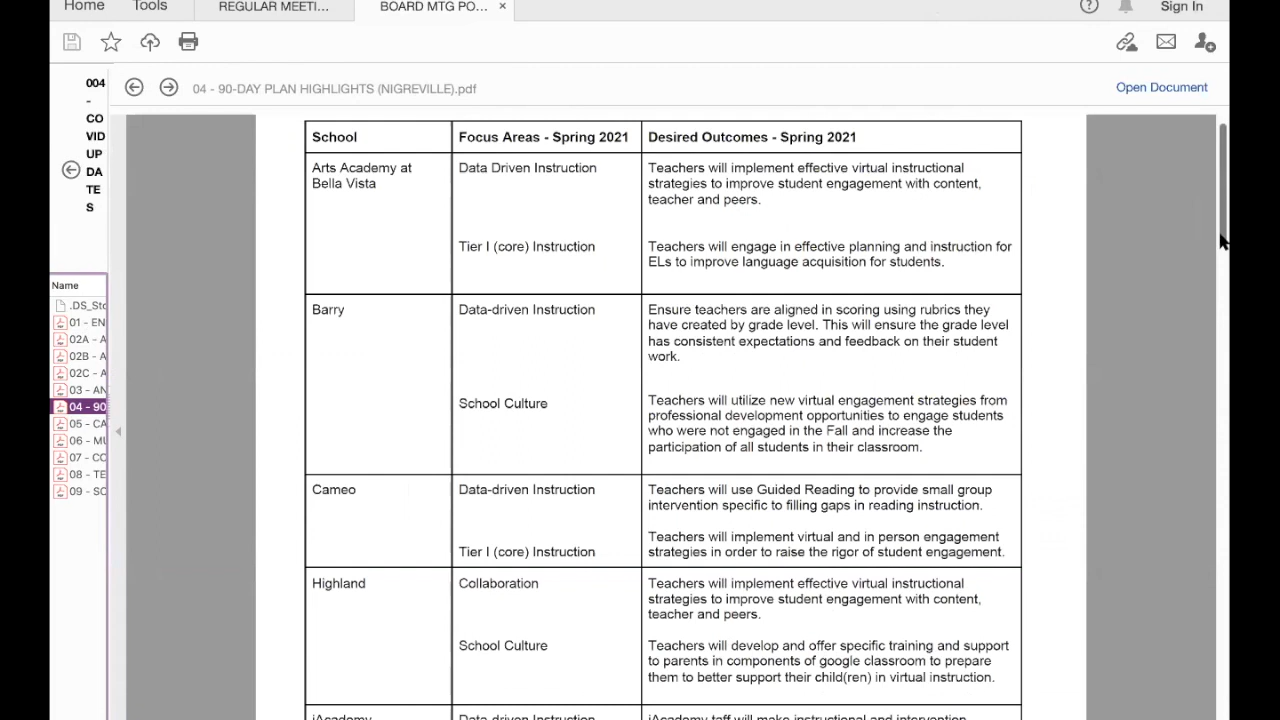 Home Tools REGULAR MEETI... BOARD MTG PO... × ? Sign In
004
-
CO
VID
UP
DA
TE
S
04 - 90-DAY PLAN HIGHLIGHTS (NIGREVILLE).pdf Open Document
Name
.DS_Sto
01 - EN
02A - A
02B - A
02C - A
03 - AN
04 - 90
05 - CA
06 - MU
07 - CO
08 - TE
09 - SC
School Focus Areas - Spring 2021 Desired Outcomes - Spring 2021
Arts Academy at
Bella Vista
Data Driven Instruction
Teachers will implement effective virtual instructional
strategies to improve student engagement with content,
teacher and peers.
Tier I (core) Instruction
Teachers will engage in effective planning and instruction for
ELs to improve language acquisition for students.
Barry
Data-driven Instruction
Ensure teachers are aligned in scoring using rubrics they
have created by grade level. This will ensure the grade level
has consistent expectations and feedback on their student
work.
School Culture
Teachers will utilize new virtual engagement strategies from
professional development opportunities to engage students
who were not engaged in the Fall and increase the
participation of all students in their classroom.
Cameo
Data-driven Instruction
Teachers will use Guided Reading to provide small group
intervention specific to filling gaps in reading instruction.
Tier I (core) Instruction
Teachers will implement virtual and in person engagement
strategies in order to raise the rigor of student engagement.
Highland
Collaboration
Teachers will implement effective virtual instructional
strategies to improve student engagement with content,
teacher and peers.
School Culture
Teachers will develop and offer specific training and support
to parents in components of google classroom to prepare
them to better support their child(ren) in virtual instruction.
iAcademy
Data-driven Instruction
iAcademy taff will make instructional and intervention